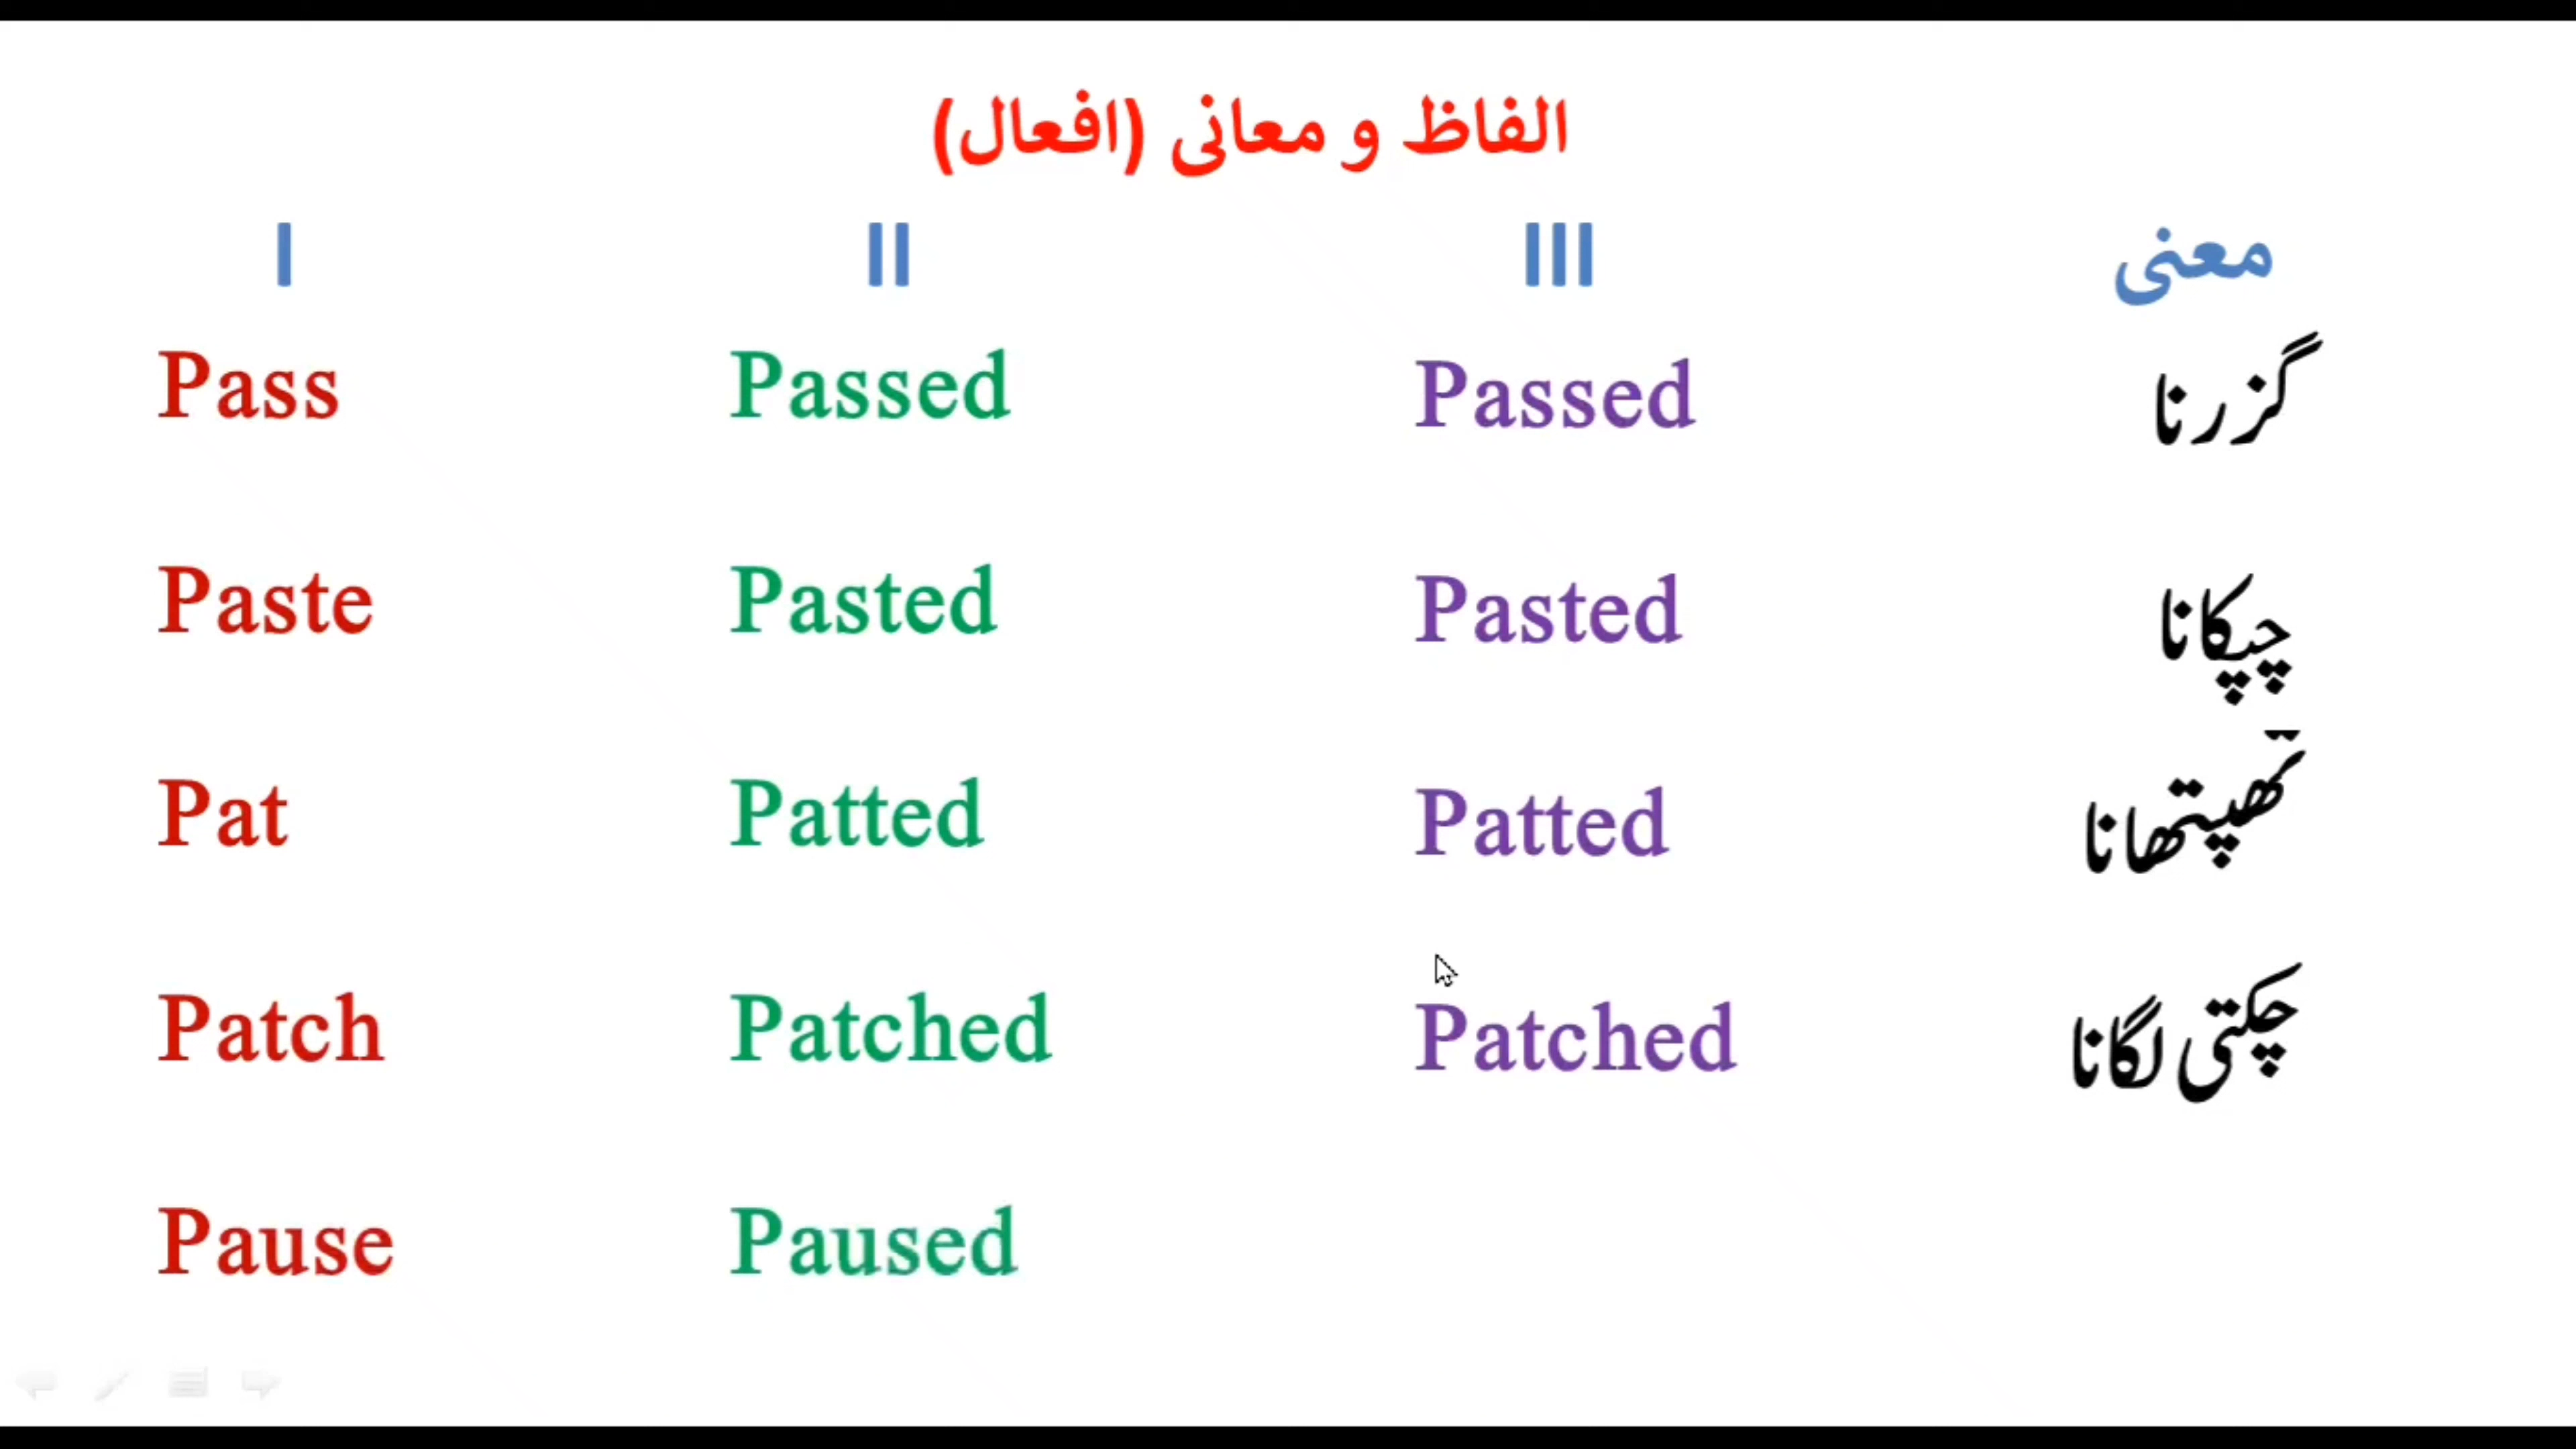 الفاظ و معانی (افعال)
I II III معنی
Pass Passed Passed گزرنا
Paste Pasted Pasted چپکانا
Pat Patted Patted تھپتھانا
Patch Patched Patched چکتی لگانا
Pause Paused